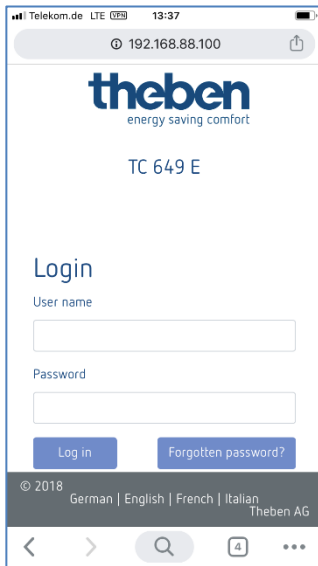 Telekom.de LTE VPN 13:37
192.168.88.100
theben
energy saving comfort
TC 649 E
Login
User name
Password
Log in Forgotten password?
© 2018
German | English | French | Italian
Theben AG
4